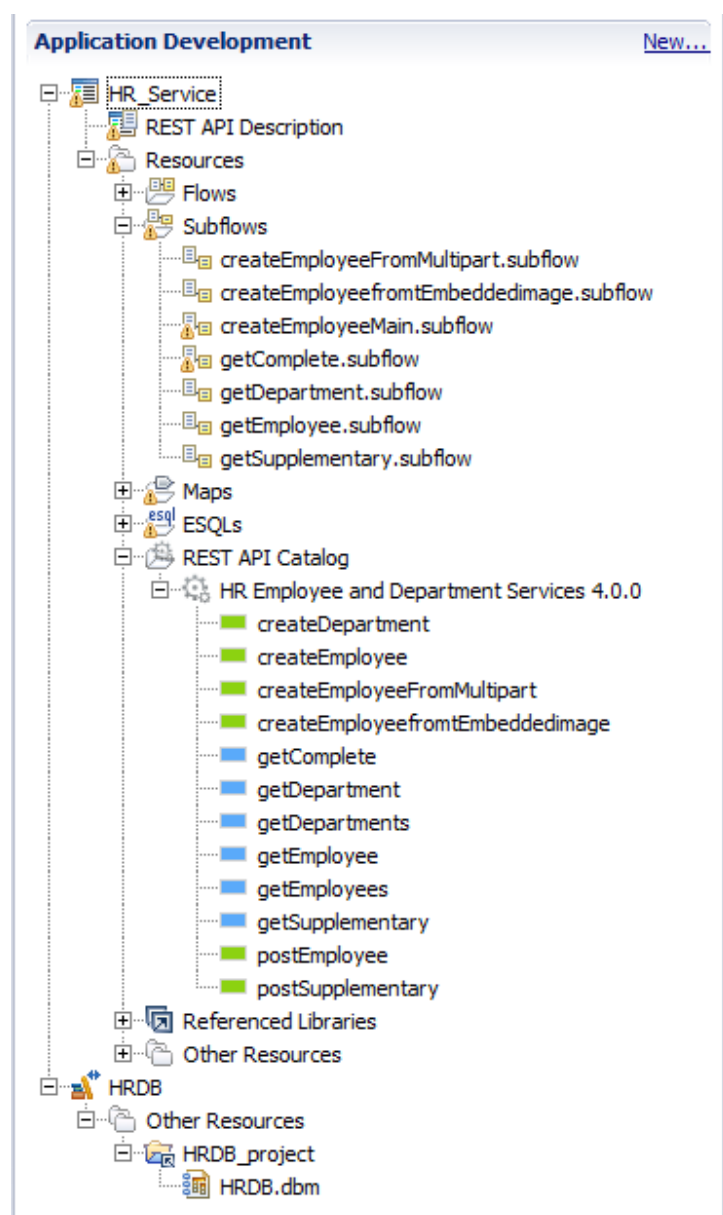 Application Development New...
HR_Service
REST API Description
Resources
Flows
Subflows
createEmployeeFromMultipart.subflow
createEmployeefromtEmbeddedimage.subflow
createEmployeeMain.subflow
getComplete.subflow
getDepartment.subflow
getEmployee.subflow
getSupplementary.subflow
Maps
esql ESQLs
REST API Catalog
HR Employee and Department Services 4.0.0
createDepartment
createEmployee
createEmployeeFromMultipart
createEmployeefromtEmbeddedimage
getComplete
getDepartment
getDepartments
getEmployee
getEmployees
getSupplementary
postEmployee
postSupplementary
Referenced Libraries
Other Resources
HRDB
Other Resources
HRDB_project
HRDB.dbm